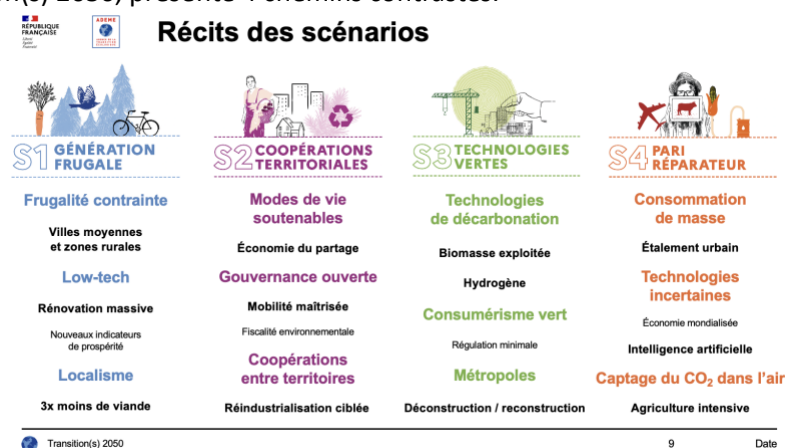 on(s) 2050, présente 4 chemins contrastés.
RÉPUBLIQUE
FRANÇAISE
Liberté
Égalité
Fraternité
ADEME
Récits des scénarios
S1 GÉNÉRATION
FRUGALE
Frugalité contrainte
Villes moyennes
et zones rurales
Low-tech
Rénovation massive
Nouveaux indicateurs
de prospérité
Localisme
3x moins de viande
S2 COOPÉRATIONS
TERRITORIALES
Modes de vie
soutenables
Économie du partage
Gouvernance ouverte
Mobilité maîtrisée
Fiscalité environnementale
Coopérations
entre territoires
Réindustrialisation ciblée
S3 TECHNOLOGIES
VERTES
Technologies
de décarbonation
Biomasse exploitée
Hydrogène
Consumérisme vert
Régulation minimale
Métropoles
Déconstruction / reconstruction
S4 PARI
RÉPARATEUR
Consommation
de masse
Étalement urbain
Technologies
incertaines
Économie mondialisée
Intelligence artificielle
Captage du CO₂ dans l'air
Agriculture intensive
Transition(s) 2050
9
Date